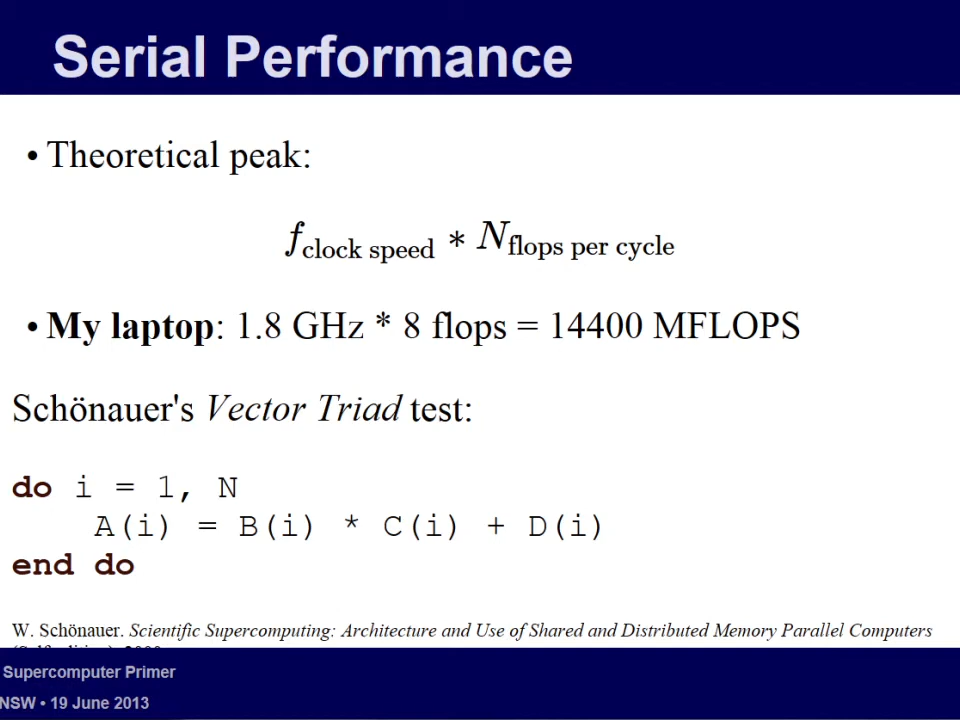 Serial Performance
• Theoretical peak:
f clock speed * N flops per cycle
• My laptop: 1.8 GHz * 8 flops = 14400 MFLOPS
Schönauer's Vector Triad test:
do i = 1, N
A(i) = B(i) * C(i) + D(i)
end do
W. Schönauer. Scientific Supercomputing: Architecture and Use of Shared and Distributed Memory Parallel Computers
Supercomputer Primer
NSW • 19 June 2013